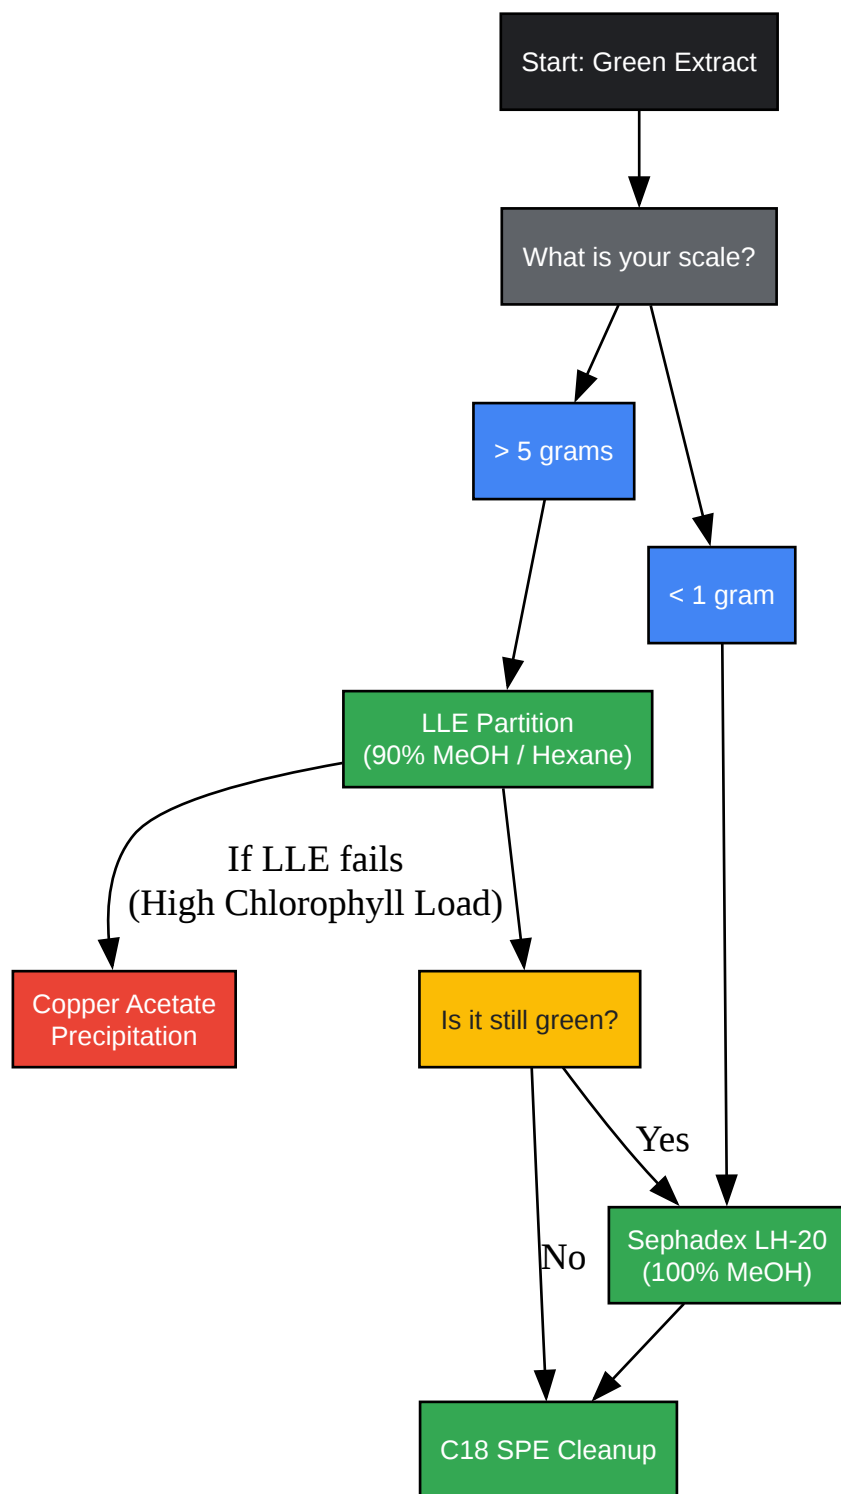 Start: Green Extract
What is your scale?
> 5 grams
< 1 gram
LLE Partition
(90% MeOH / Hexane)
If LLE fails
(High Chlorophyll Load)
Copper Acetate
Precipitation
Is it still green?
Yes
No
Sephadex LH-20
(100% MeOH)
C18 SPE Cleanup